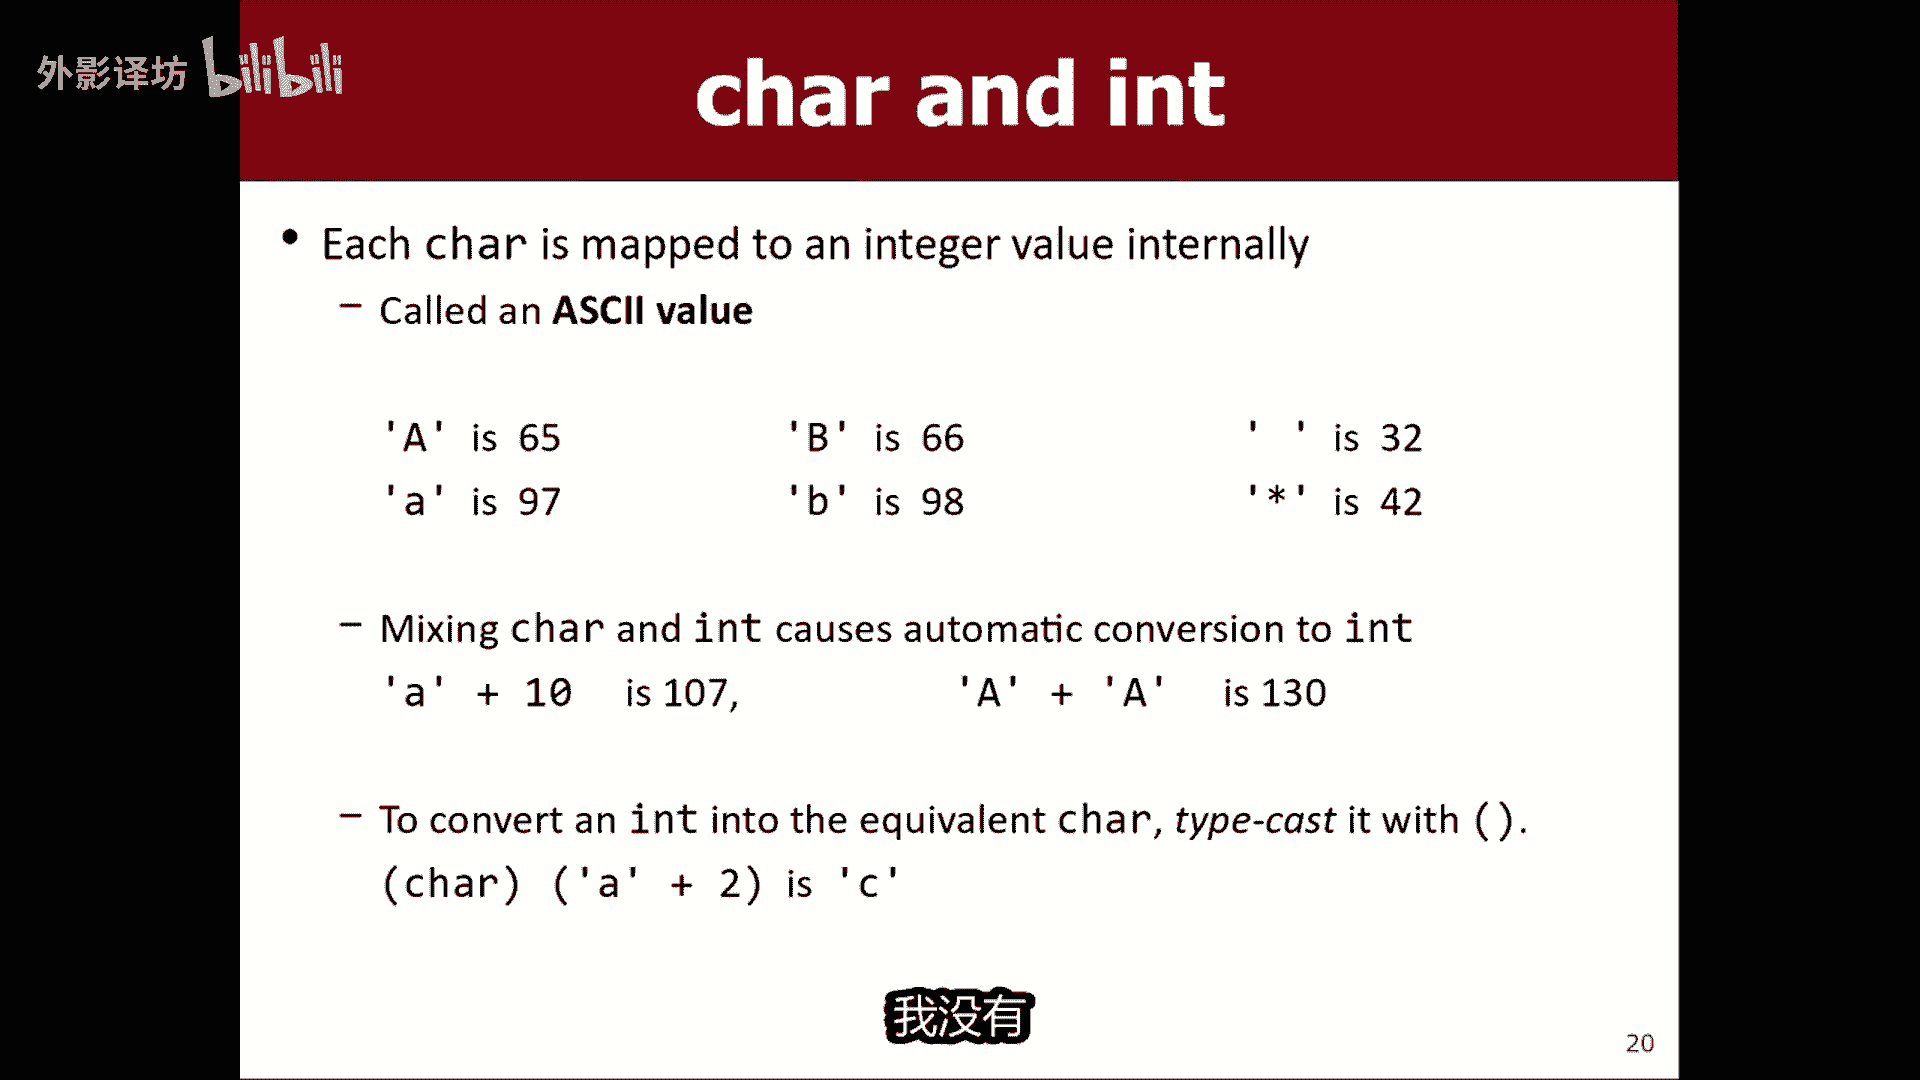 外影译坊 bilibili
char and int
• Each char is mapped to an integer value internally
– Called an ASCII value
'A' is 65 'B' is 66 ' ' is 32
'a' is 97 'b' is 98 '*' is 42
– Mixing char and int causes automatic conversion to int
'a' + 10 is 107, 'A' + 'A' is 130
– To convert an int into the equivalent char, type-cast it with ().
(char) ('a' + 2) is 'c'
我没有
20